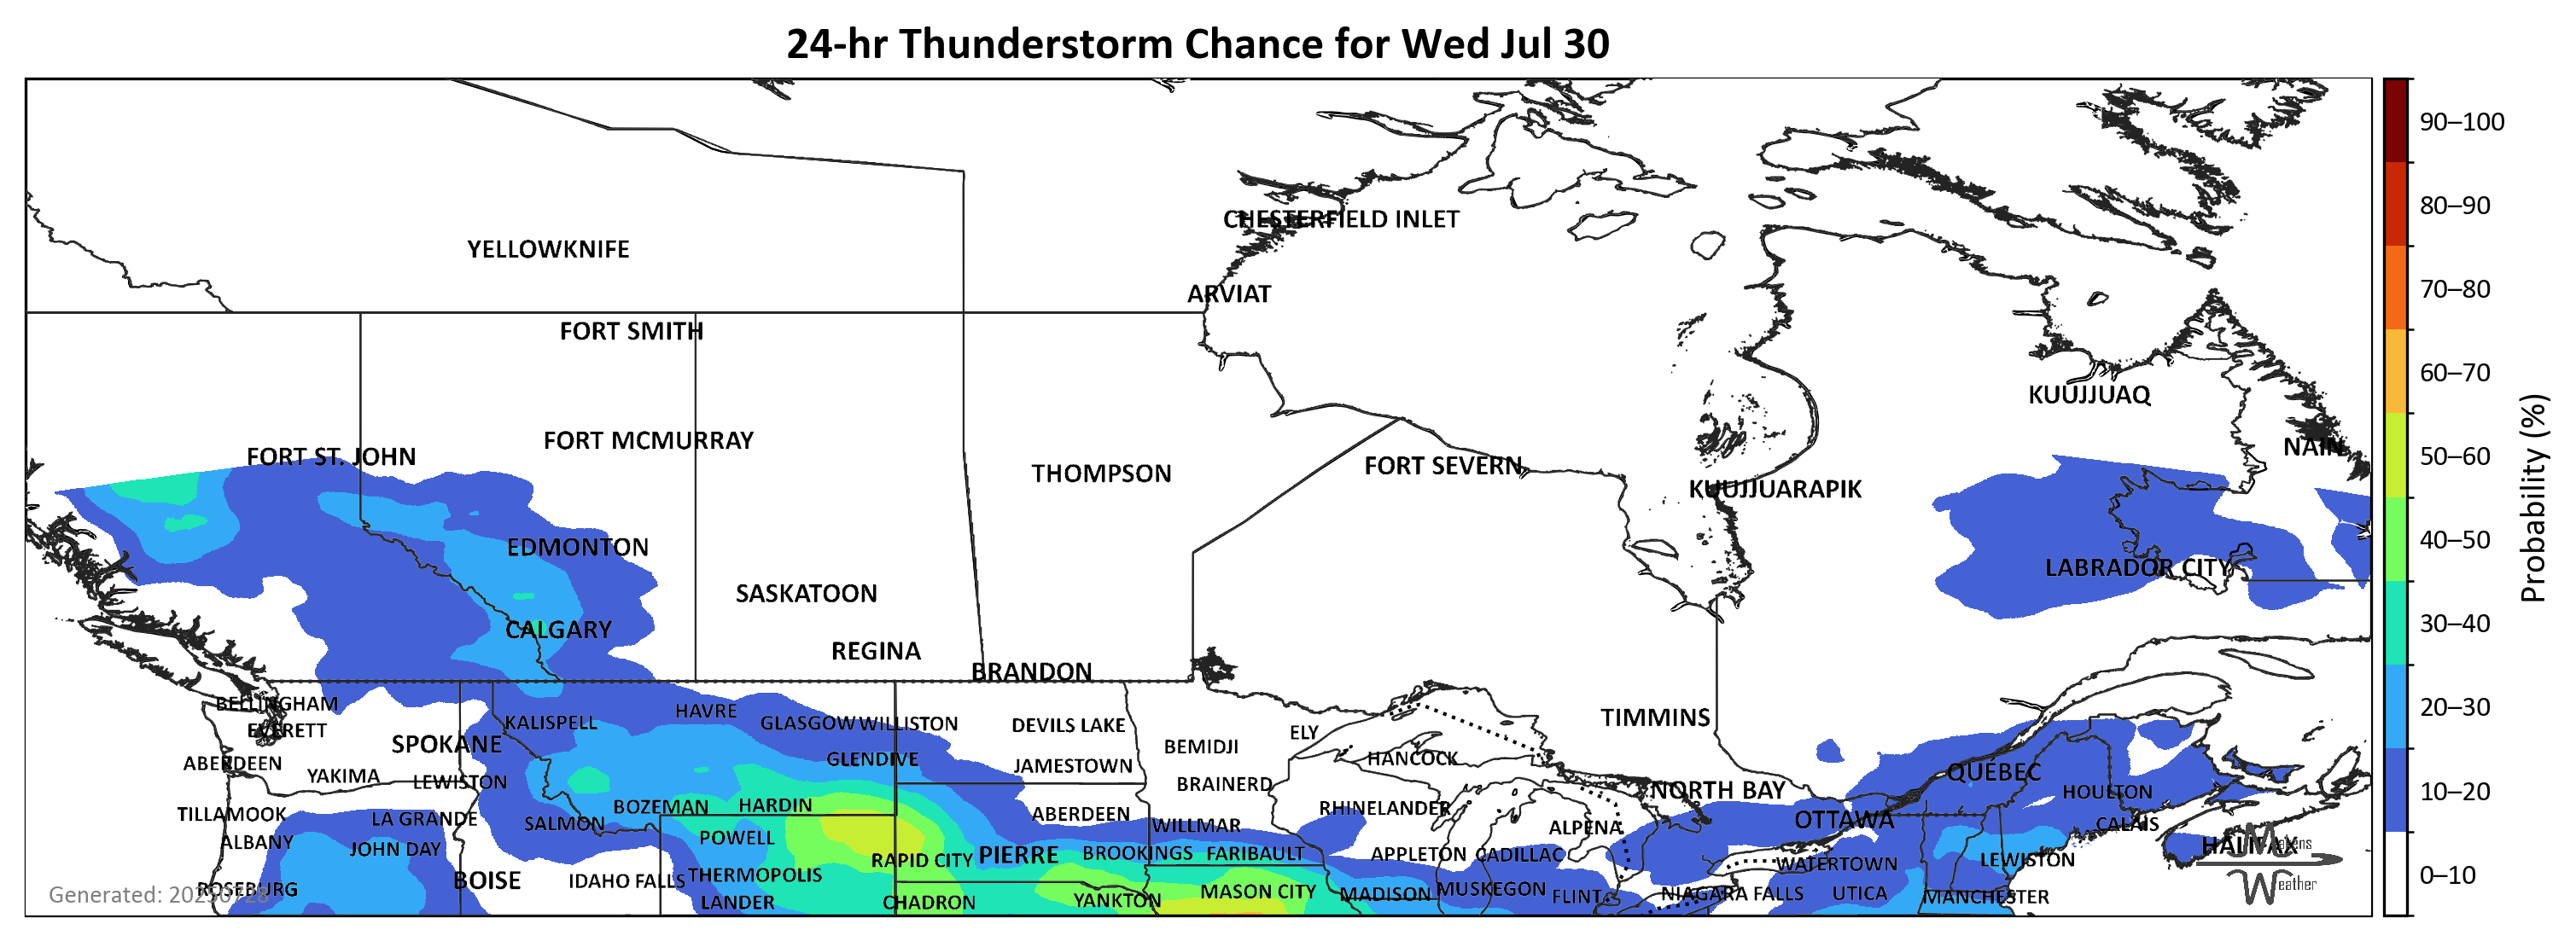 24-hr Thunderstorm Chance for Wed Jul 30
90–100
80–90
CHESTERFIELD INLET
YELLOWKNIFE
70–80
ARVIAT
FORT SMITH
60–70
KUUJJUAQ
FORT MCMURRAY
NAIN
50–60
FORT ST. JOHN
FORT SEVERN
THOMPSON
KUUJJUARAPIK
Probability (%)
40–50
EDMONTON
LABRADOR CITY
SASKATOON
30–40
CALGARY
REGINA
BRANDON
BELLINGHAM
20–30
HAVRE
TIMMINS
KALISPELL
GLASGOW
WILLISTON
DEVILS LAKE
EVERETT
ELY
SPOKANE
BEMIDJI
GLENDIVE
HANCOCK
ABERDEEN
JAMESTOWN
QUÉBEC
YAKIMA
LEWISTON
BRAINERD
NORTH BAY
HOULTON
10–20
BOZEMAN
HARDIN
RHINELANDER
TILLAMOOK
LA GRANDE
ABERDEEN
OTTAWA
SALMON
WILLMAR
ALPENA
CALAIS
POWELL
ALBANY
JOHN DAY
Makens
HALIFAX
RAPID CITY
PIERRE
BROOKINGS
FARIBAULT
APPLETON
CADILLAC
WATERTOWN
LEWISTON
THERMOPOLIS
0–10
BOISE
IDAHO FALLS
Weather
ROSEBURG
MASON CITY
MADISON
MUSKEGON
Generated: 20250728
FLINT
NIAGARA FALLS
UTICA
MANCHESTER
LANDER
CHADRON
YANKTON